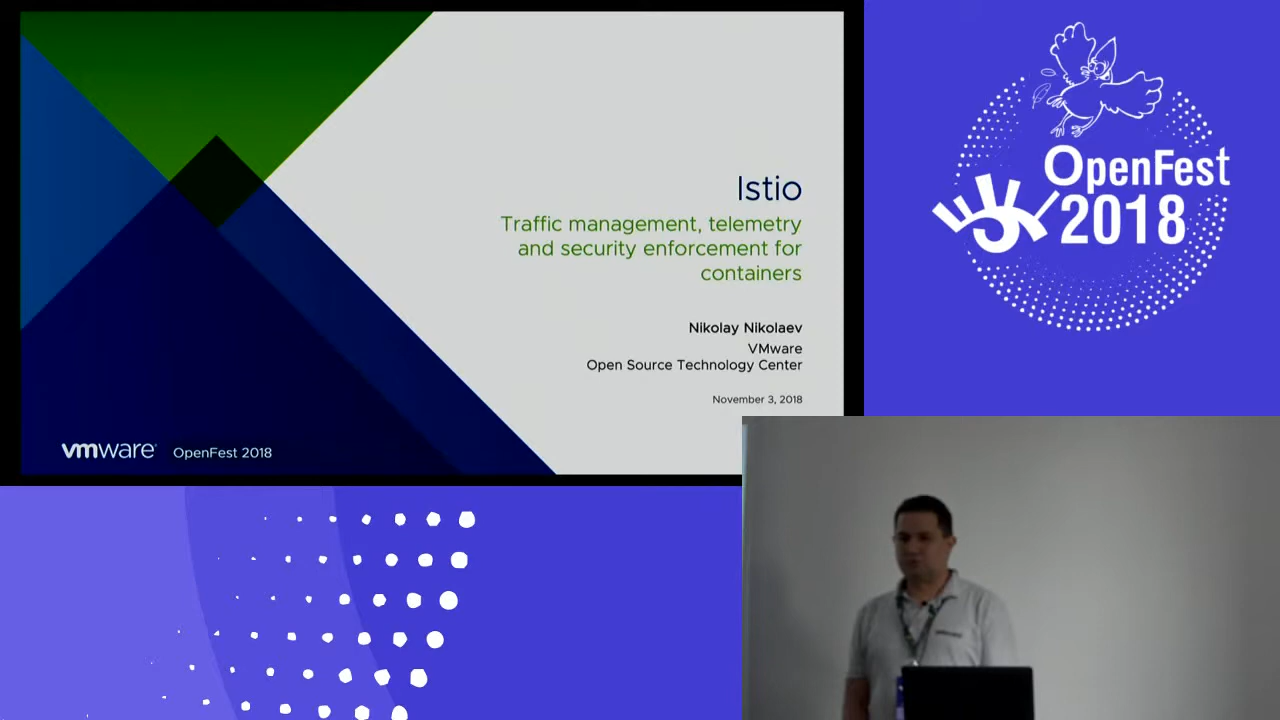 Istio
Traffic management, telemetry
and security enforcement for
containers
Nikolay Nikolaev
VMware
Open Source Technology Center
November 3, 2018
vmware OpenFest 2018
OpenFest
2018